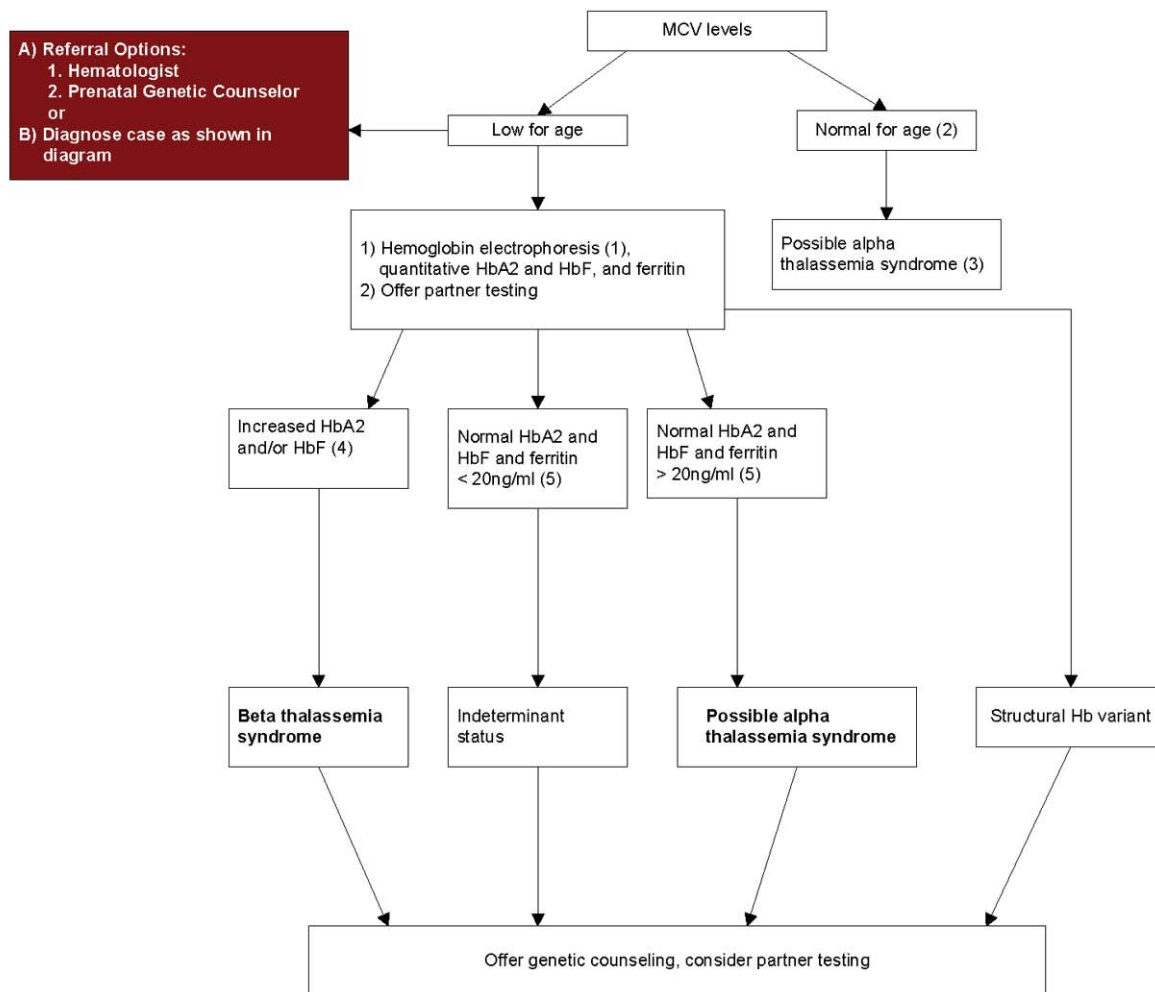 MCV levels
A) Referral Options:
1. Hematologist
2. Prenatal Genetic Counselor
or
B) Diagnose case as shown in
diagram
Low for age
Normal for age (2)
Possible alpha
thalassemia syndrome (3)
1) Hemoglobin electrophoresis (1),
quantitative HbA2 and HbF, and ferritin
2) Offer partner testing
Increased HbA2
and/or HbF (4)
Normal HbA2 and
HbF and ferritin
< 20ng/ml (5)
Normal HbA2 and
HbF and ferritin
> 20ng/ml (5)
Beta thalassemia
syndrome
Indeterminant
status
Possible alpha
thalassemia syndrome
Structural Hb variant
Offer genetic counseling, consider partner testing